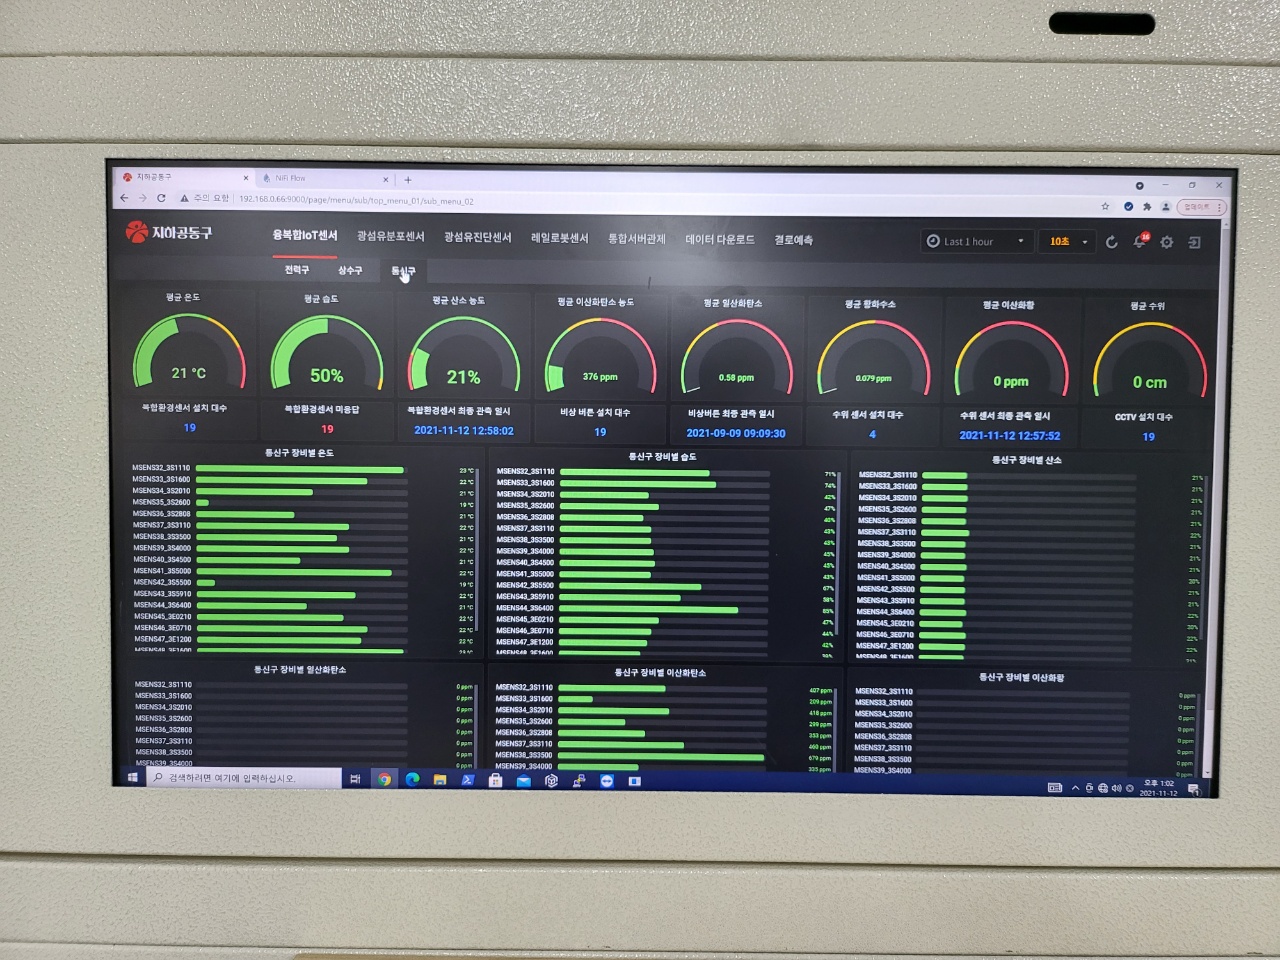 지하공동구
NiFi Flow
주의 요함 192.168.0.66:9000/page/menu/sub/top_menu_01/sub_menu_02
업데이트
지하공동구
융복합IoT센서 광섬유분포센서 광섬유진단센서 레일로봇센서 통합서버관제 데이터 다운로드 결로예측
Last 1 hour
10초
전력구 상수구 통신구
평균 온도 평균 습도 평균 산소 농도 평균 이산화탄소 농도 평균 일산화탄소 평균 황화수소 평균 이산화황 평균 수위
21 °C 50% 21% 376 ppm 0.58 ppm 0.079 ppm 0 ppm 0 cm
복합환경센서 설치 대수 복합환경센서 미응답 복합환경센서 최종 관측 일시 비상 버튼 설치 대수 비상버튼 최종 관측 일시 수위 센서 설치 대수 수위 센서 최종 관측 일시 CCTV 설치 대수
19 19 2021-11-12 12:58:02 19 2021-09-09 09:09:30 4 2021-11-12 12:57:52 19
통신구 장비별 온도
MSENS32_3S1110 23 °C
MSENS33_3S1600 22 °C
MSENS34_3S2010 21 °C
MSENS35_3S2600 19 °C
MSENS36_3S2808 21 °C
MSENS37_3S3110 22 °C
MSENS38_3S3500 21 °C
MSENS39_3S4000 22 °C
MSENS40_3S4500 21 °C
MSENS41_3S5000 22 °C
MSENS42_3S5500 19 °C
MSENS43_3S5910 22 °C
MSENS44_3S6400 21 °C
MSENS45_3E0210 22 °C
MSENS46_3E0710 22 °C
MSENS47_3E1200 22 °C
MSENS48_3E1600
통신구 장비별 습도
MSENS32_3S1110 71%
MSENS33_3S1600 74%
MSENS34_3S2010 42%
MSENS35_3S2600 47%
MSENS36_3S2808 40%
MSENS37_3S3110 43%
MSENS38_3S3500 43%
MSENS39_3S4000 45%
MSENS40_3S4500 45%
MSENS41_3S5000 43%
MSENS42_3S5500 67%
MSENS43_3S5910 58%
MSENS44_3S6400 85%
MSENS45_3E0210 47%
MSENS46_3E0710 44%
MSENS47_3E1200 42%
MSENS48_3E1600
통신구 장비별 산소
MSENS32_3S1110 21%
MSENS33_3S1600 21%
MSENS34_3S2010 21%
MSENS35_3S2600 21%
MSENS36_3S2808 21%
MSENS37_3S3110 22%
MSENS38_3S3500 21%
MSENS39_3S4000 21%
MSENS40_3S4500 21%
MSENS41_3S5000
MSENS42_3S5500 21%
MSENS43_3S5910 21%
MSENS44_3S6400 22%
MSENS45_3E0210
MSENS46_3E0710 22%
MSENS47_3E1200
MSENS48_3E1600
통신구 장비별 일산화탄소
MSENS32_3S1110 0 ppm
MSENS33_3S1600 0 ppm
MSENS34_3S2010 0 ppm
MSENS35_3S2600 0 ppm
MSENS36_3S2808 0 ppm
MSENS37_3S3110 0 ppm
MSENS38_3S3500 0 ppm
MSENS39_3S4000 0 ppm
통신구 장비별 이산화탄소
MSENS32_3S1110 407 ppm
MSENS33_3S1600 209 ppm
MSENS34_3S2010 418 ppm
MSENS35_3S2600 299 ppm
MSENS36_3S2808 353 ppm
MSENS37_3S3110 460 ppm
MSENS38_3S3500 679 ppm
MSENS39_3S4000 335 ppm
통신구 장비별 이산화황
MSENS32_3S1110 0 ppm
MSENS33_3S1600 0 ppm
MSENS34_3S2010 0 ppm
MSENS35_3S2600 0 ppm
MSENS36_3S2808 0 ppm
MSENS37_3S3110 0 ppm
MSENS38_3S3500 0 ppm
MSENS39_3S4000 0 ppm
검색하려면 여기에 입력하십시오.
오후 1:02
2021-11-12